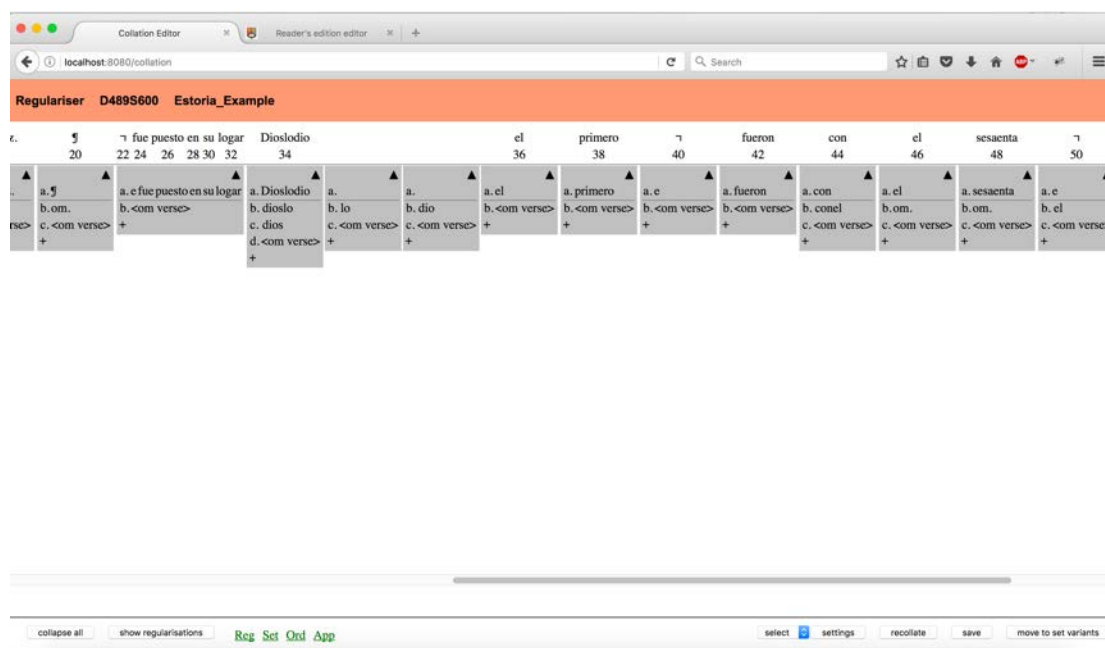 Collation Editor × Reader's edition editor × +
localhost:8080/collation Search ABP
Regulariser D489S600 Estoria_Example
z. ¶ ⁊ fue puesto en su logar Dioslodio el primero ⁊ fueron con el sesaenta ⁊
20 22 24 26 28 30 32 34 36 38 40 42 44 46 48 50
▲ ▲ ▲ ▲ ▲ ▲ ▲ ▲ ▲ ▲ ▲ ▲ ▲
. a. ¶ a. e fue puesto en su logar a. Dioslodio a. a. a. el a. primero a. e a. fueron a. con a. el a. sesaenta a. e
b. om. b. <om verse> b. dioslo b. lo b. dio b. <om verse> b. <om verse> b. <om verse> b. <om verse> b. conel b. om. b. om. b. el
rse> c. <om verse> + c. dios c. <om verse> c. <om verse> + + + + c. <om verse> c. <om verse> c. <om verse> c. <om verse
+ d. <om verse> + + + + + +
+
collapse all show regularisations Reg Set Ord App select settings recollate save move to set variants